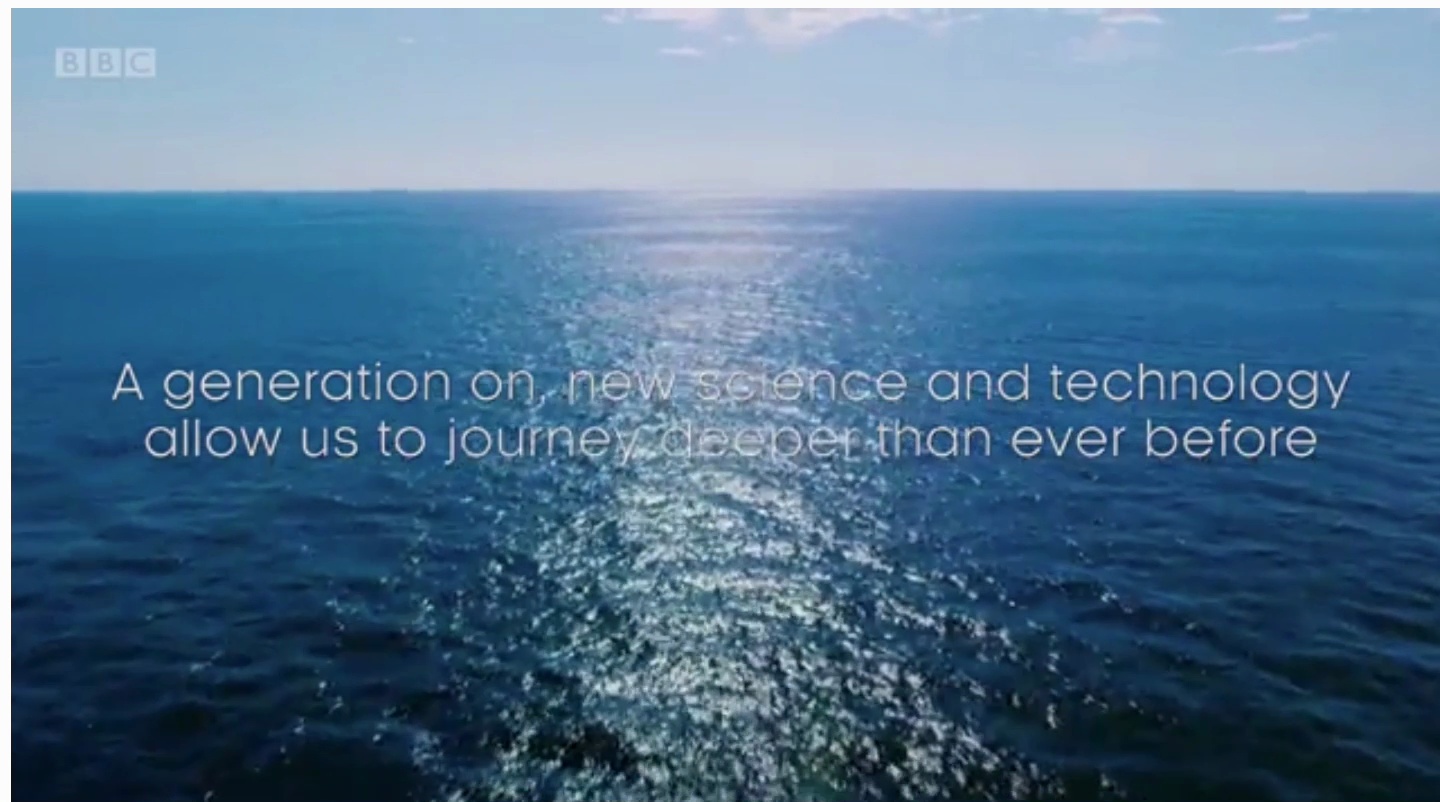 BBC
A generation on, new science and technology
allow us to journey deeper than ever before